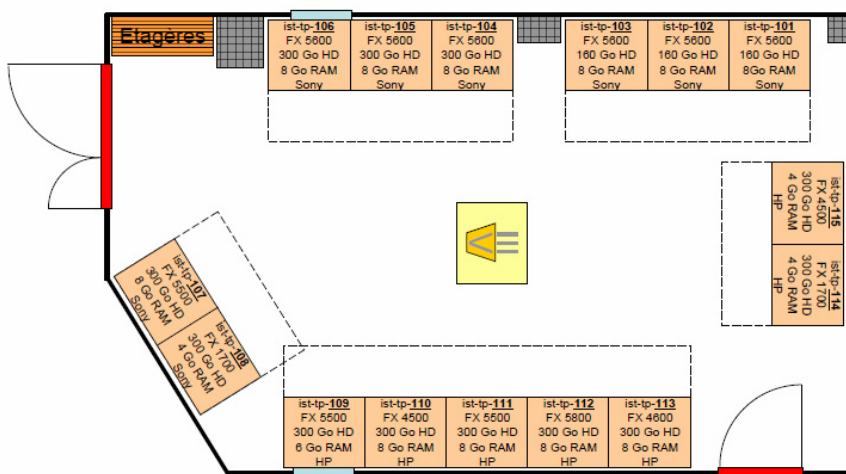 Etagères
ist-tp-106
FX 5600
300 Go HD
8 Go RAM
Sony
ist-tp-105
FX 5600
300 Go HD
8 Go RAM
Sony
ist-tp-104
FX 5600
300 Go HD
8 Go RAM
Sony
ist-tp-103
FX 5600
160 Go HD
8 Go RAM
Sony
ist-tp-102
FX 5600
160 Go HD
8 Go RAM
Sony
ist-tp-101
FX 5600
160 Go HD
8Go RAM
Sony
ist-tp-115
FX 4500
300 Go HD
4 Go RAM
HP
ist-tp-114
FX 1700
300 Go HD
4 Go RAM
HP
ist-tp-107
FX 5500
300 Go HD
8 Go RAM
Sony
ist-tp-108
FX 1700
300 Go HD
4 Go RAM
Sony
ist-tp-109
FX 5500
300 Go HD
6 Go RAM
HP
ist-tp-110
FX 4500
300 Go HD
8 Go RAM
HP
ist-tp-111
FX 5500
300 Go HD
8 Go RAM
HP
ist-tp-112
FX 5800
300 Go HD
8 Go RAM
HP
ist-tp-113
FX 4600
300 Go HD
8 Go RAM
HP